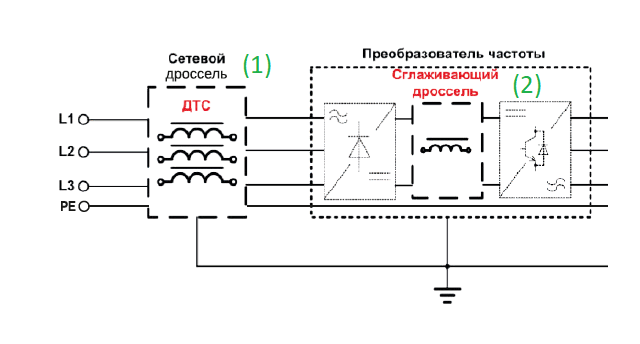 Сетевой
дроссель
(1)
ДТС
L1
L2
L3
PE
Преобразователь частоты
Сглаживающий
дроссель
(2)